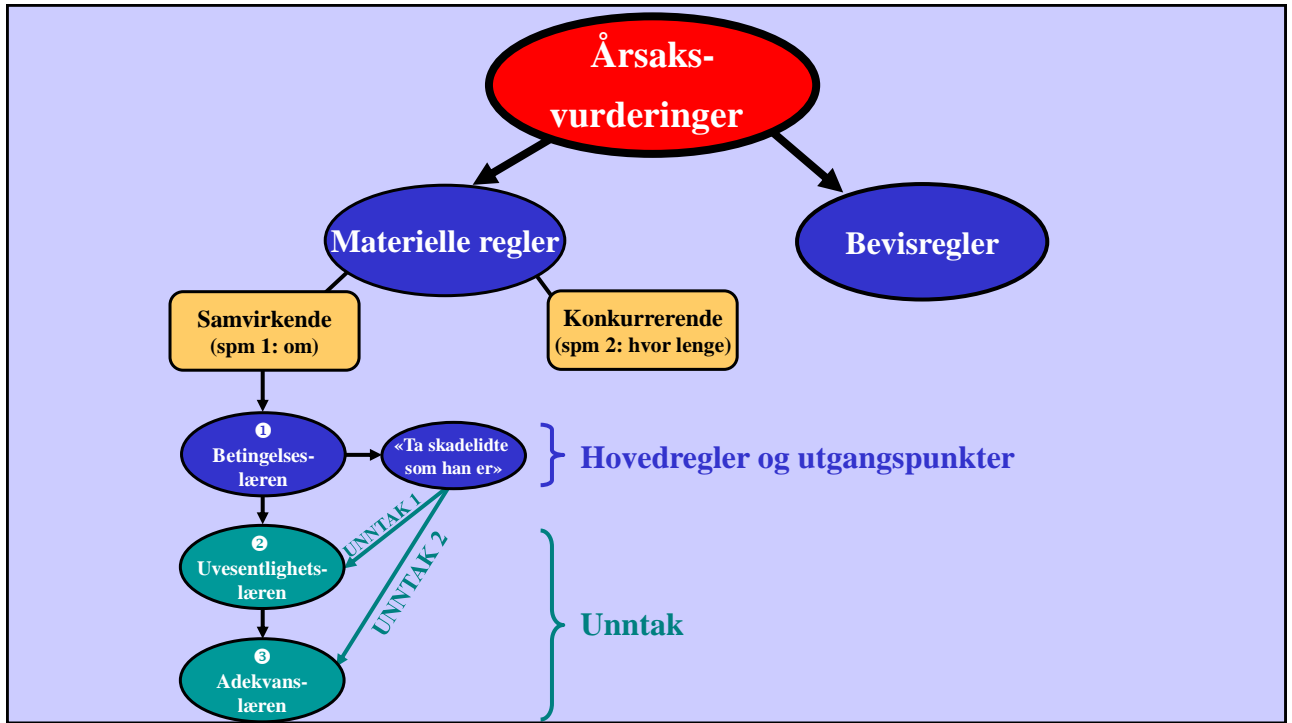 Årsaks-
vurderinger
Materielle regler
Bevisregler
Samvirkende
(spm 1: om)
Konkurrerende
(spm 2: hvor lenge)
❶
Betingelses-
læren
«Ta skadelidte
som han er»
Hovedregler og utgangspunkter
UNNTAK 1
UNNTAK 2
❷
Uvesentlighets-
læren
Unntak
❸
Adekvans-
læren